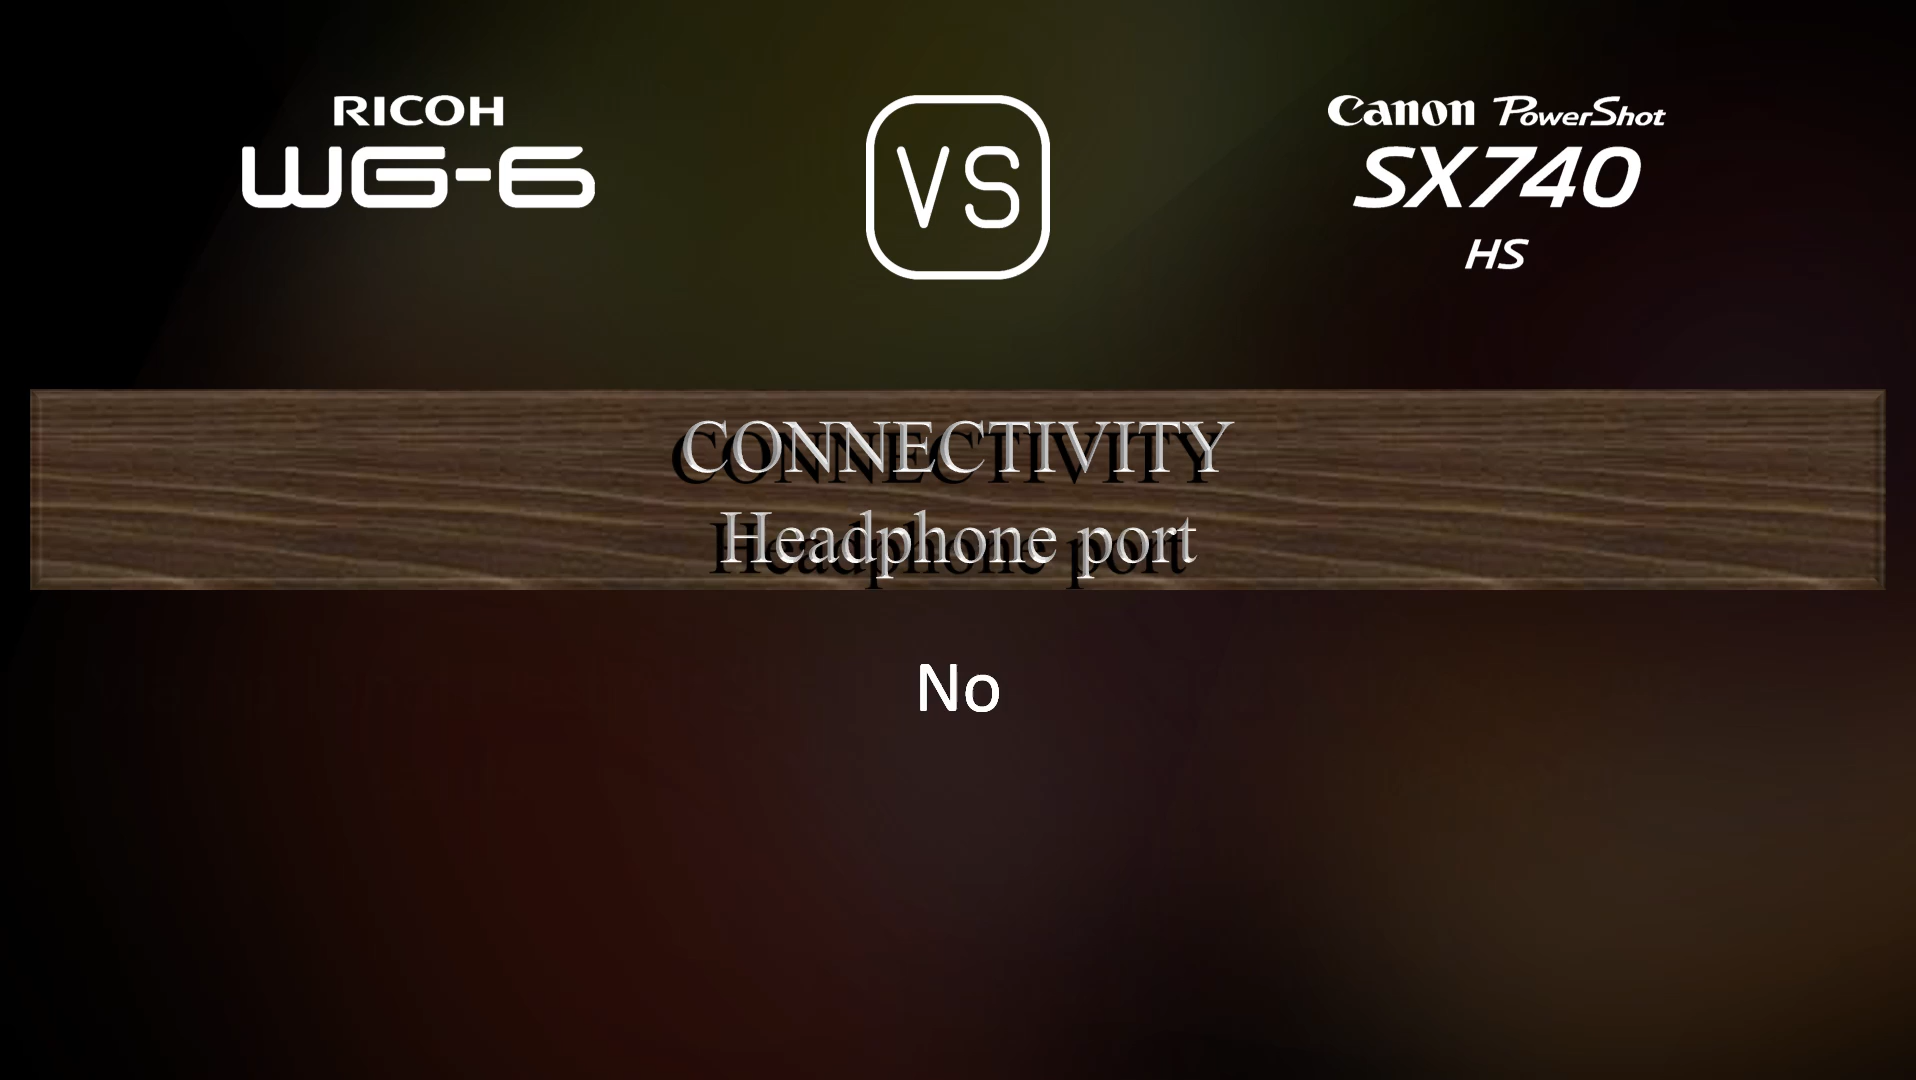 RICOH
WG-6
VS
Canon PowerShot
SX740
HS
CONNECTIVITY
Headphone port
No